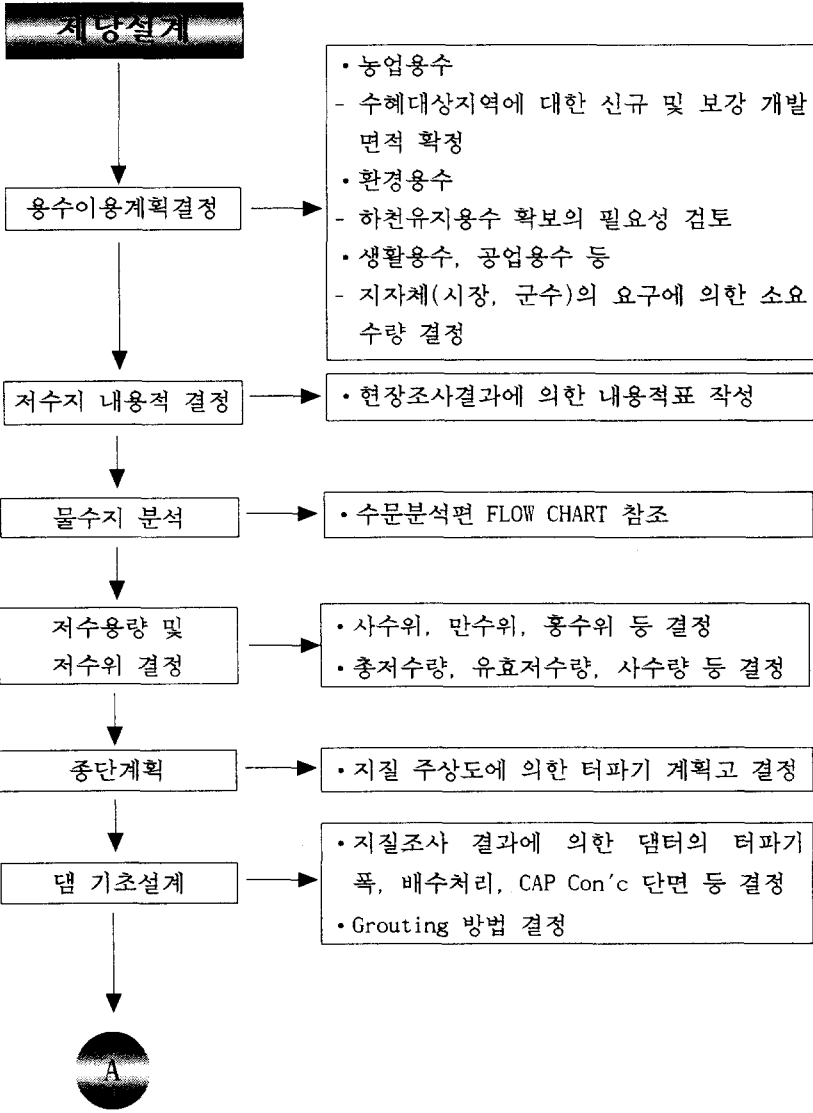 제당설계
• 농업용수
- 수혜대상지역에 대한 신규 및 보강 개발
면적 확정
• 환경용수
- 하천유지용수 확보의 필요성 검토
• 생활용수, 공업용수 등
- 지자체(시장, 군수)의 요구에 의한 소요
수량 결정
용수이용계획결정
저수지 내용적 결정
• 현장조사결과에 의한 내용적표 작성
물수지 분석
• 수문분석편 FLOW CHART 참조
저수용량 및
저수위 결정
• 사수위, 만수위, 홍수위 등 결정
• 총저수량, 유효저수량, 사수량 등 결정
종단계획
• 지질 주상도에 의한 터파기 계획고 결정
댐 기초설계
• 지질조사 결과에 의한 댐터의 터파기
폭, 배수처리, CAP Con'c 단면 등 결정
• Grouting 방법 결정
A